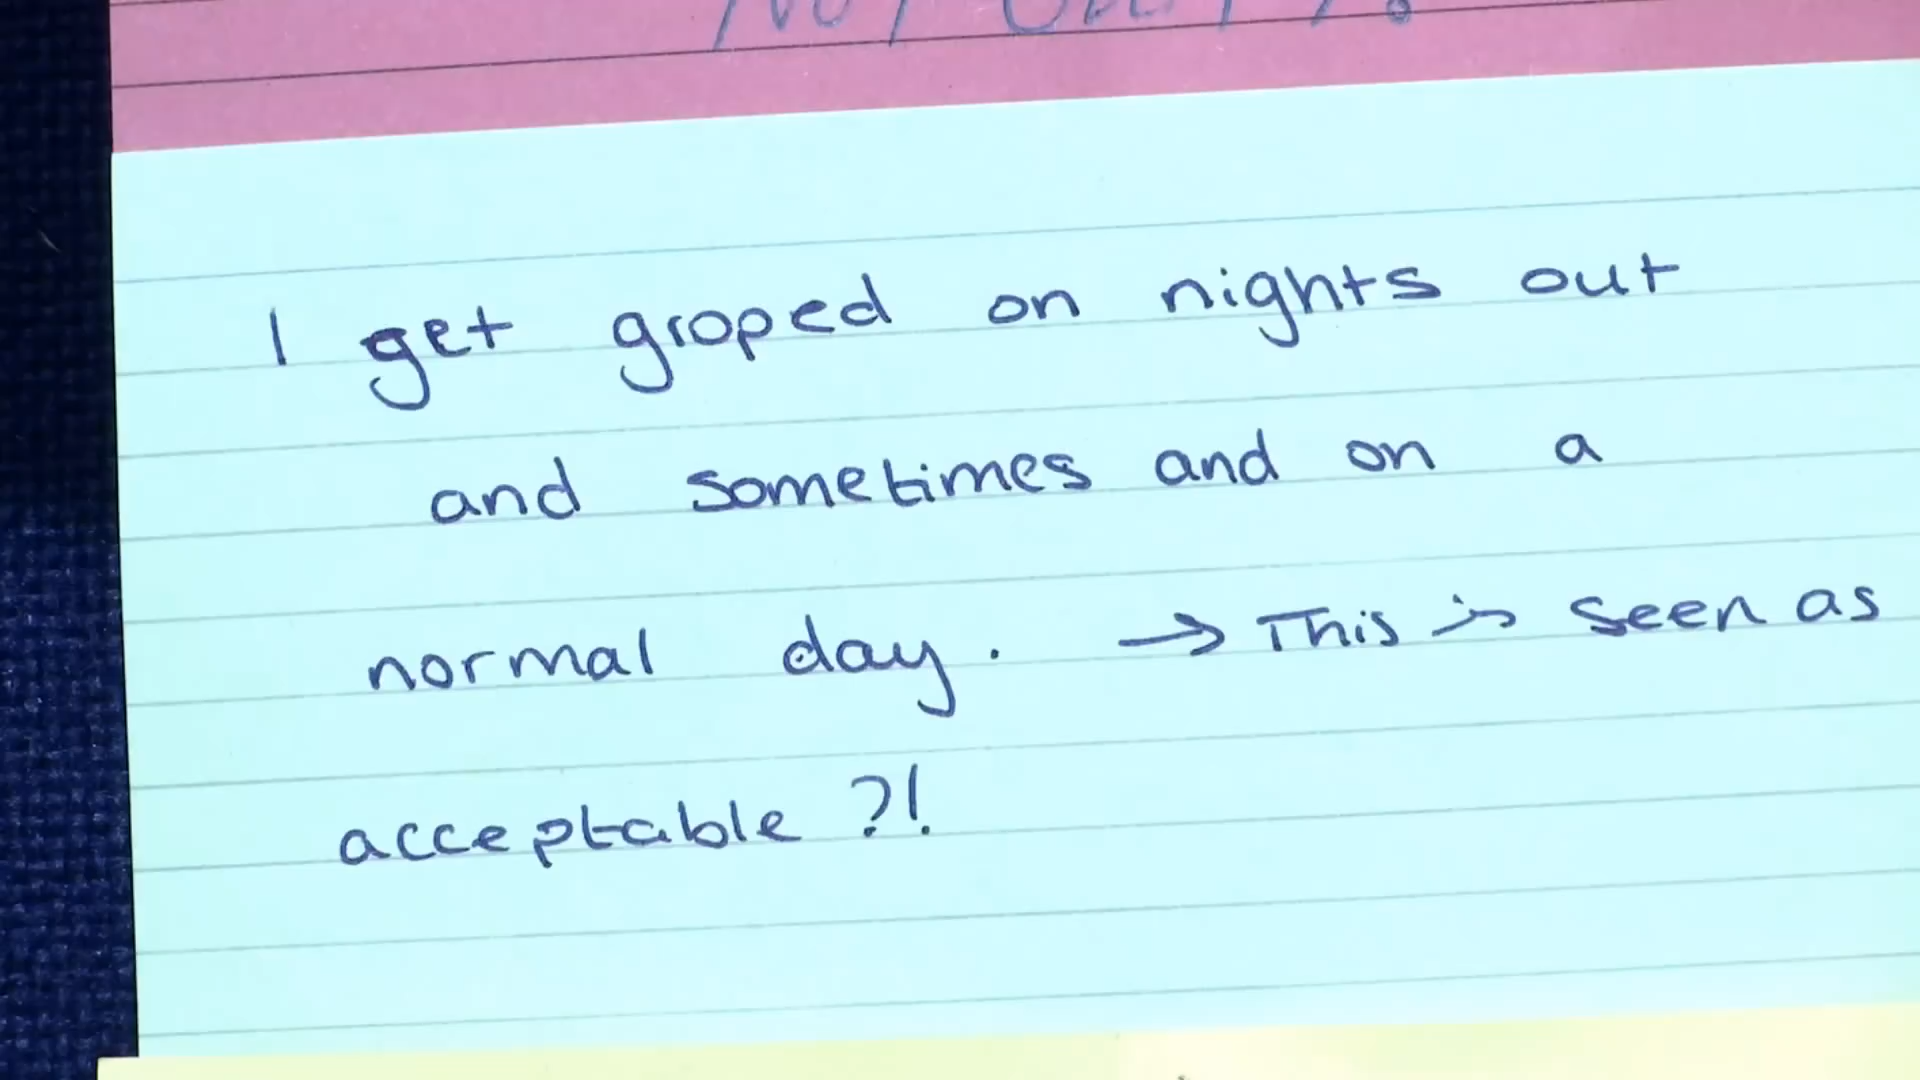 I get groped on nights out
and sometimes and on a
normal day. → This is seen as
acceptable ?!